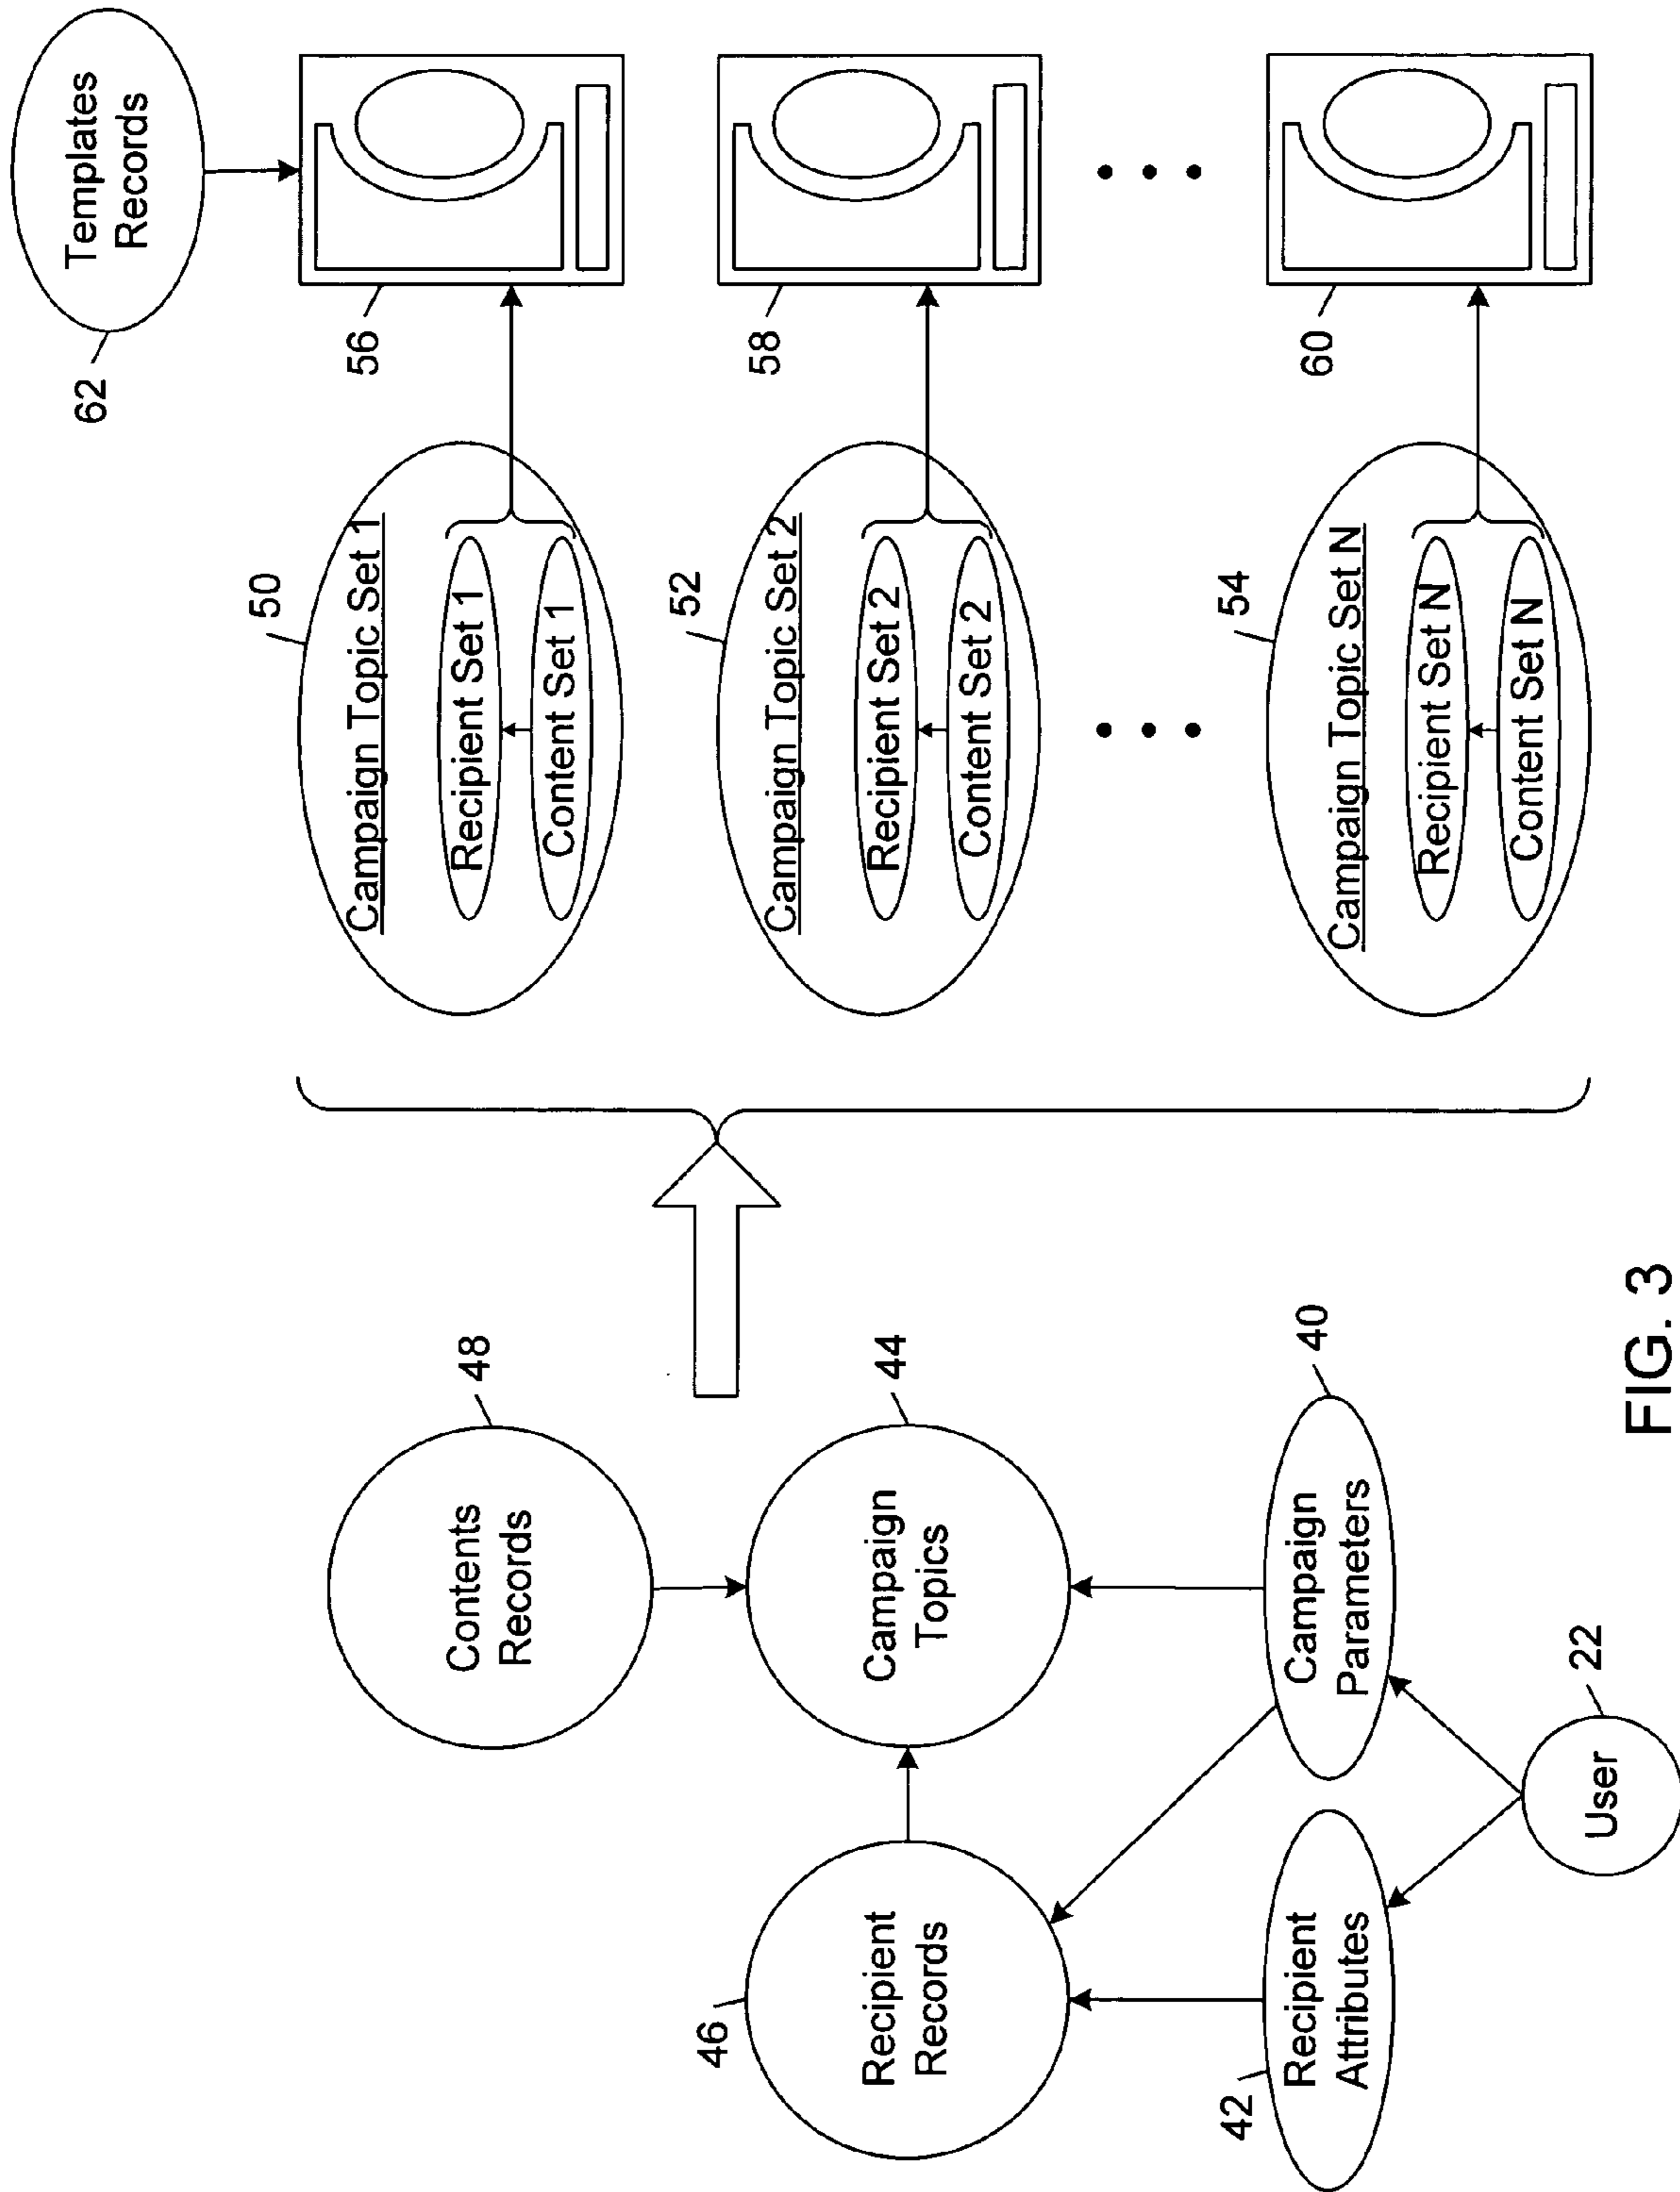 62
Templates
Records
48
Contents
Records
50
Campaign Topic Set 1
Recipient Set 1
Content Set 1
56
46
Recipient
Records
44
Campaign
Topics
52
Campaign Topic Set 2
Recipient Set 2
Content Set 2
58
42
Recipient
Attributes
40
Campaign
Parameters
54
Campaign Topic Set N
Recipient Set N
Content Set N
60
22
User
FIG. 3